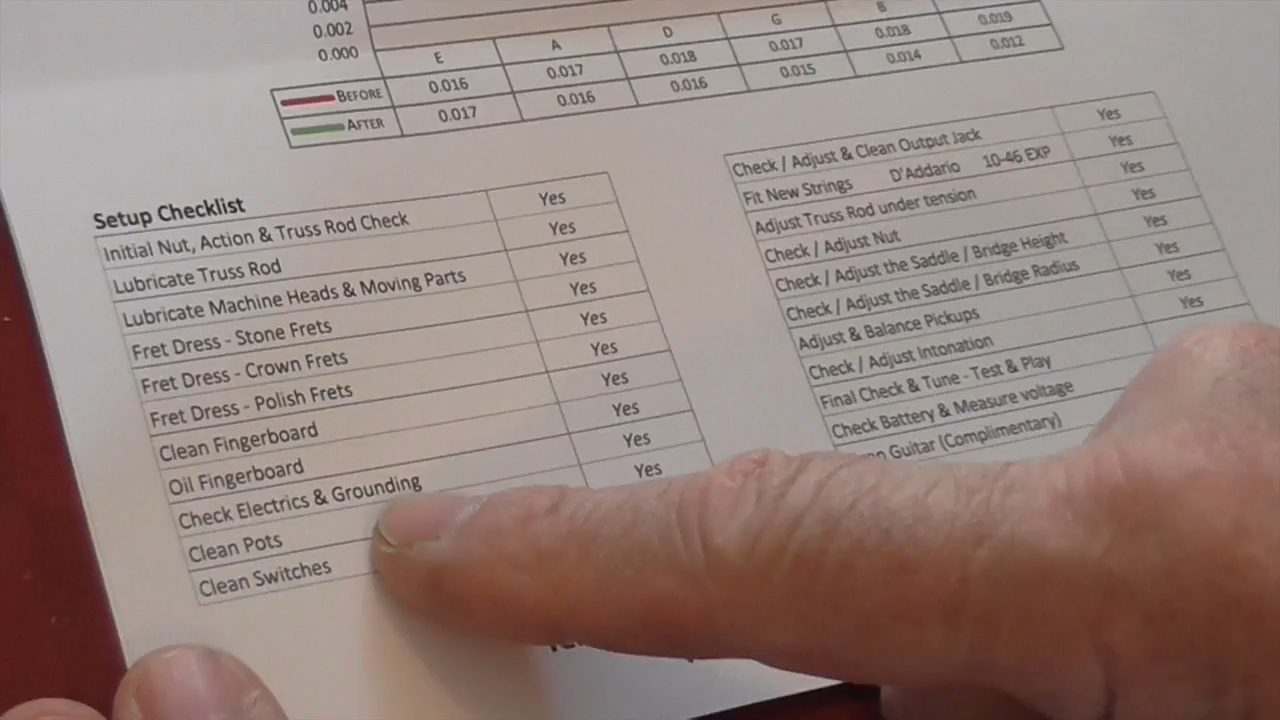 0.004
0.002
0.000
E A D G B
BEFORE 0.016 0.017 0.018 0.017 0.018 0.019
AFTER 0.017 0.016 0.016 0.015 0.014 0.012
Setup Checklist
Initial Nut, Action & Truss Rod Check Yes
Lubricate Truss Rod Yes
Lubricate Machine Heads & Moving Parts Yes
Fret Dress - Stone Frets Yes
Fret Dress - Crown Frets Yes
Fret Dress - Polish Frets Yes
Clean Fingerboard Yes
Oil Fingerboard Yes
Check Electrics & Grounding Yes
Clean Pots Yes
Clean Switches
Check / Adjust & Clean Output Jack Yes
Fit New Strings D'Addario 10-46 EXP Yes
Adjust Truss Rod under tension Yes
Check / Adjust Nut Yes
Check / Adjust the Saddle / Bridge Height Yes
Check / Adjust the Saddle / Bridge Radius Yes
Adjust & Balance Pickups Yes
Check / Adjust Intonation Yes
Final Check & Tune - Test & Play
Check Battery & Measure voltage
Guitar (Complimentary)